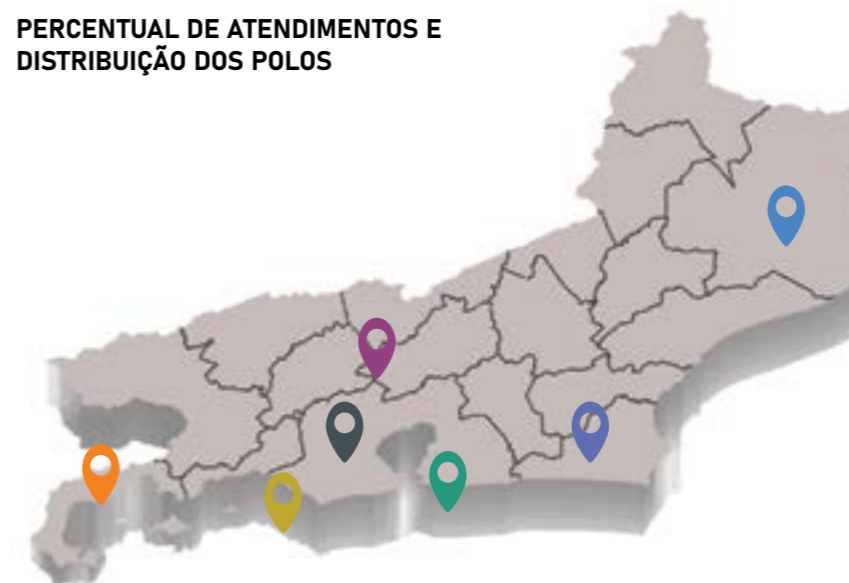 PERCENTUAL DE ATENDIMENTOS E
DISTRIBUIÇÃO DOS POLOS